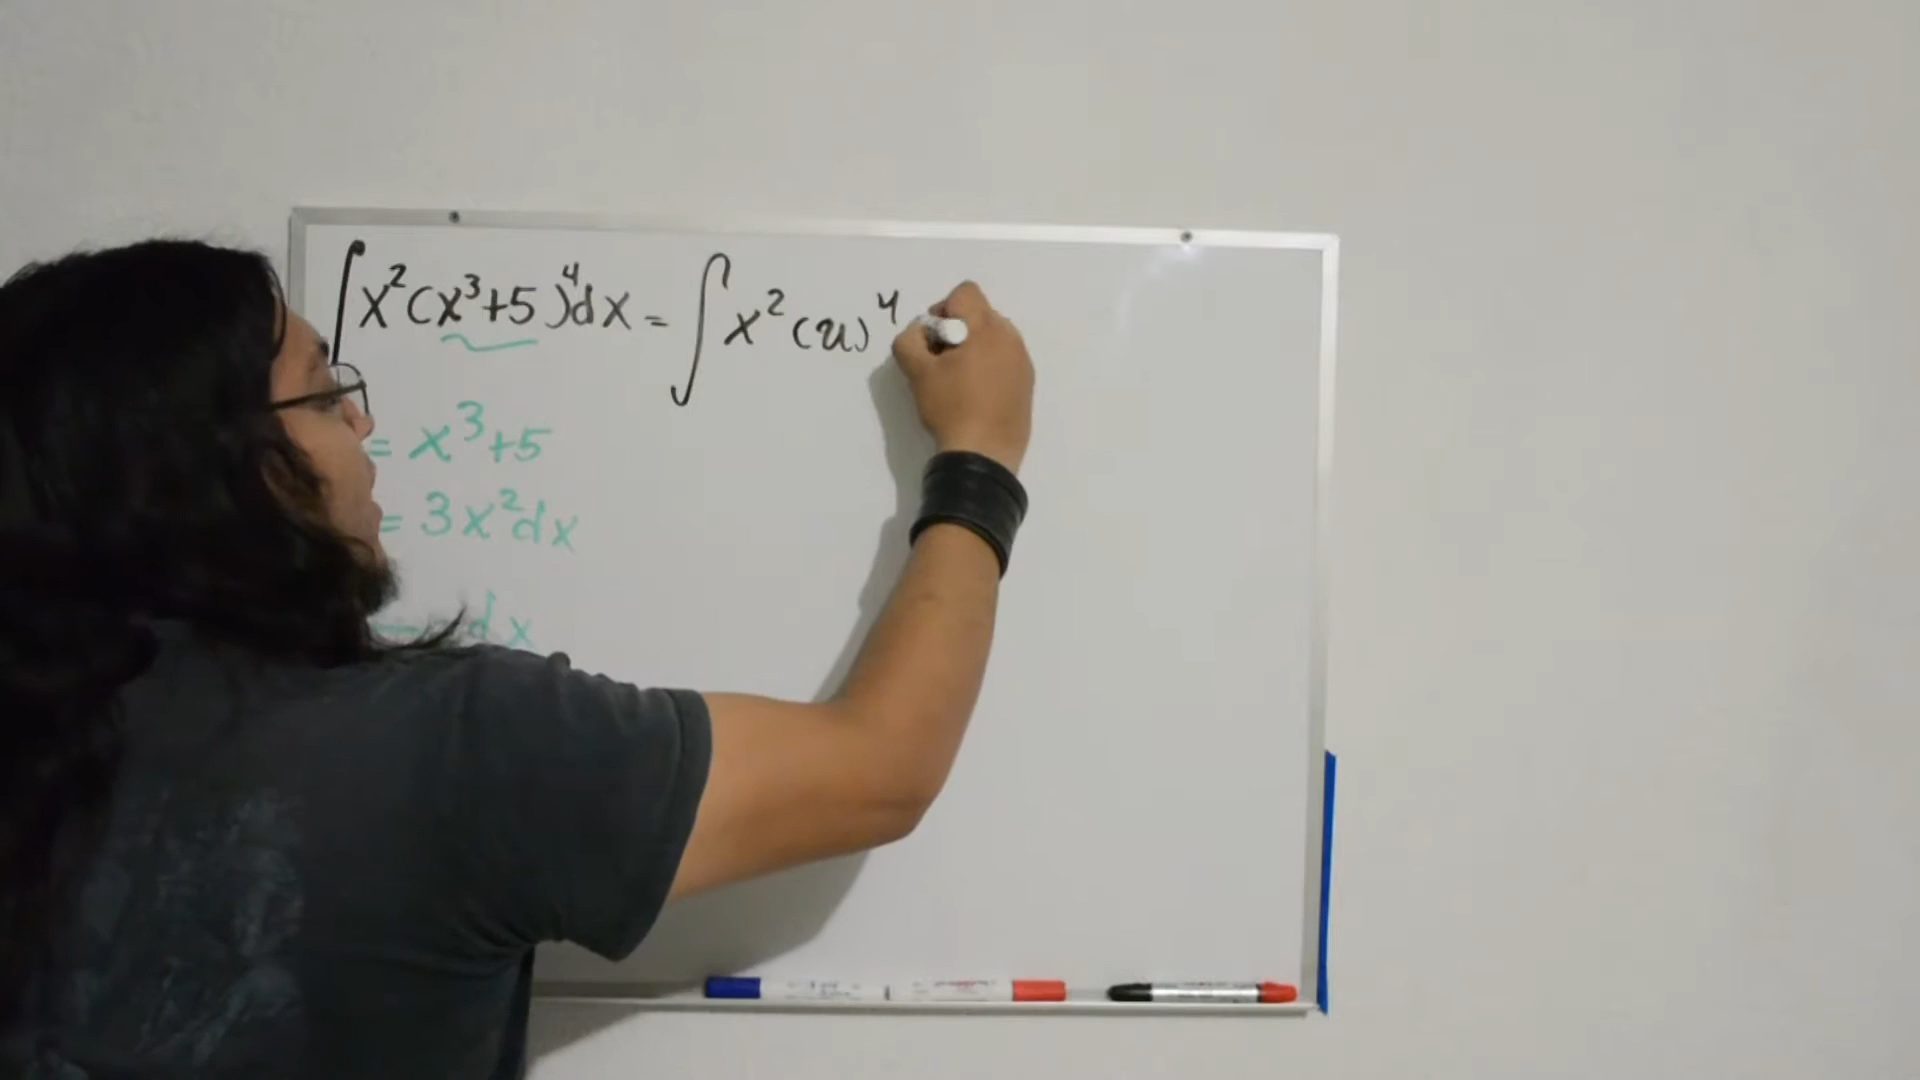 ∫x²(x³+5)⁴dx = ∫x²(u)⁴
= x³+5
= 3x²dx
dx